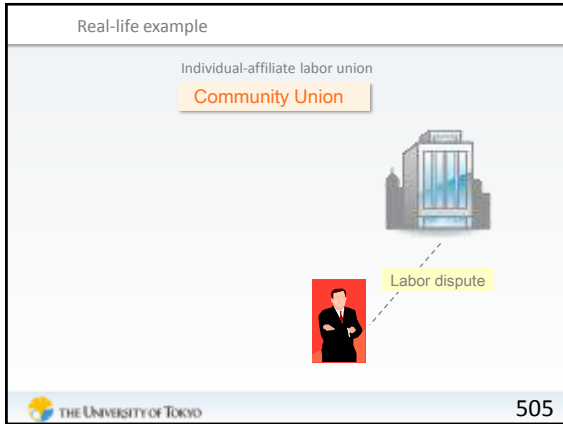 Real-life example
Individual-affiliate labor union
Community Union
Labor dispute
THE UNIVERSITY OF TOKYO
505